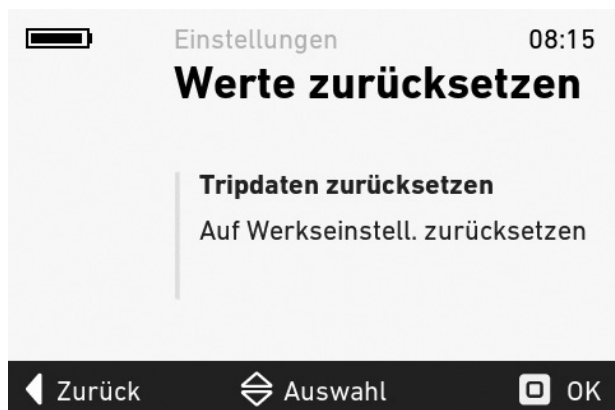 Einstellungen 08:15
Werte zurücksetzen
Tripdaten zurücksetzen
Auf Werkseinstell. zurücksetzen
Zurück Auswahl OK